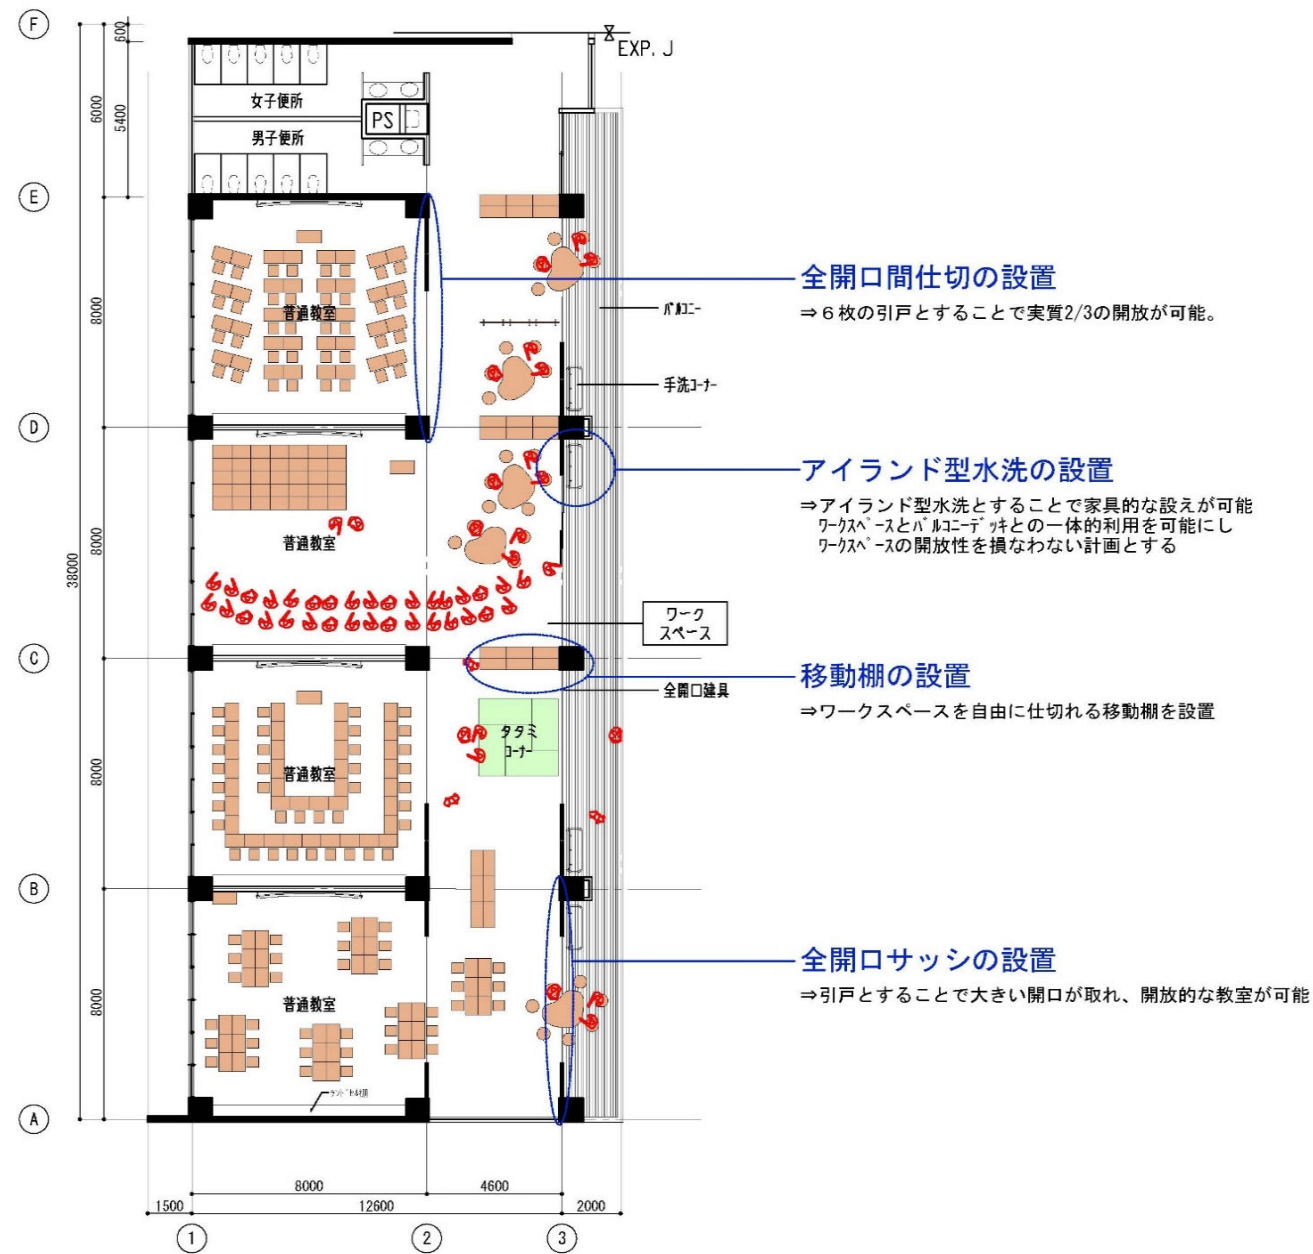 F
600
EXP. J
女子便所
PS
6000
5400
男子便所
E
全開口間仕切の設置
⇒６枚の引戸とすることで実質2/3の開放が可能。
バルコニー
8000
普通教室
手洗コーナー
D
アイランド型水洗の設置
⇒アイランド型水洗とすることで家具的な設えが可能
ワークスペースとバルコニーデッキとの一体的利用を可能にし
ワークスペースの開放性を損なわない計画とする
8000
38000
普通教室
ワーク
スペース
C
移動棚の設置
全開口建具
⇒ワークスペースを自由に仕切れる移動棚を設置
タタミ
コーナー
8000
普通教室
B
全開口サッシの設置
⇒引戸とすることで大きい開口が取れ、開放的な教室が可能
8000
普通教室
A
8000
4600
1500
12600
2000
1
2
3